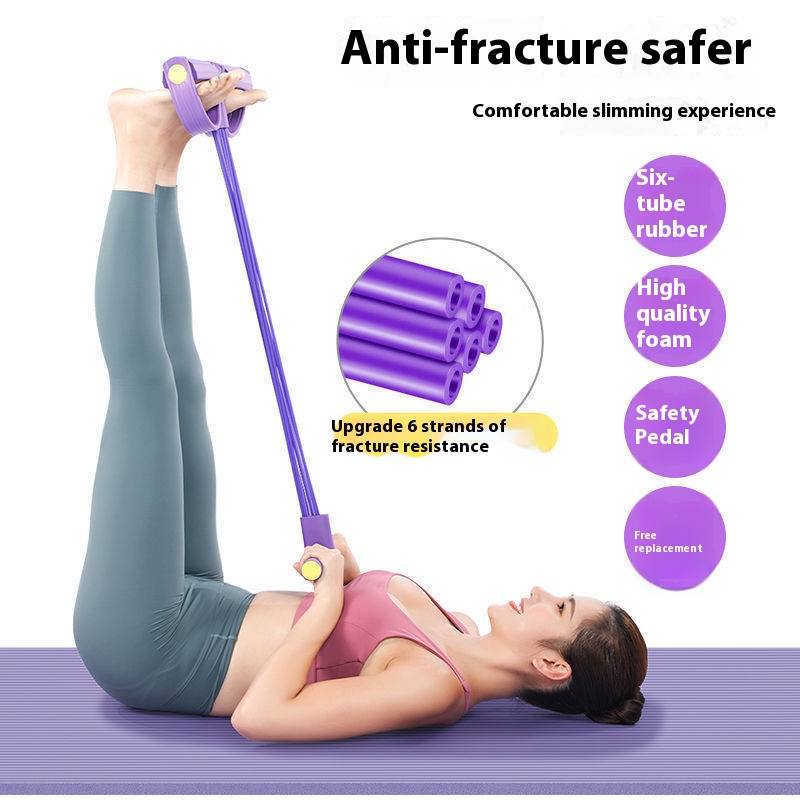 Anti-fracture safer
Comfortable slimming experience
Six-
tube
rubber
High
quality
foam
Upgrade 6 strands of
fracture resistance
Safety
Pedal
Free
replacement